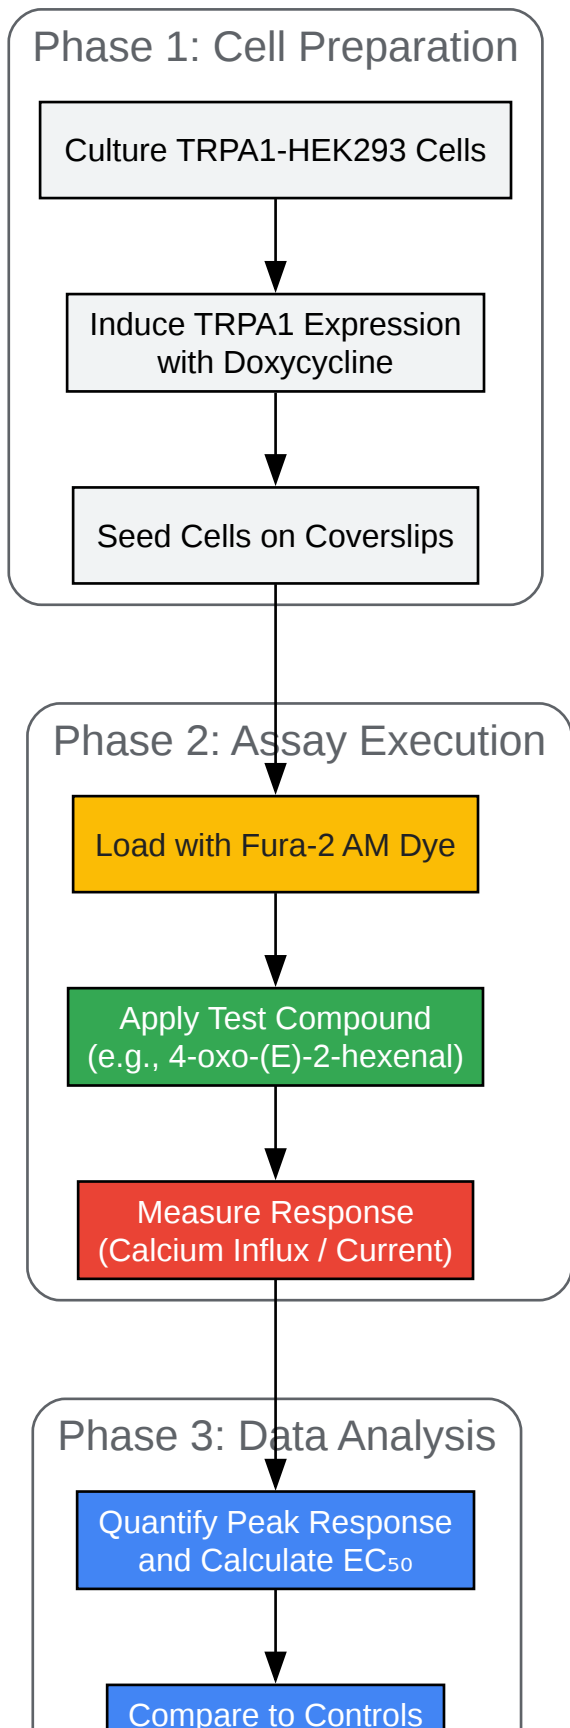 Phase 1: Cell Preparation
Culture TRPA1-HEK293 Cells
Induce TRPA1 Expression
with Doxycycline
Seed Cells on Coverslips
Phase 2: Assay Execution
Load with Fura-2 AM Dye
Apply Test Compound
(e.g., 4-oxo-(E)-2-hexenal)
Measure Response
(Calcium Influx / Current)
Phase 3: Data Analysis
Quantify Peak Response
and Calculate EC₅₀
Compare to Controls